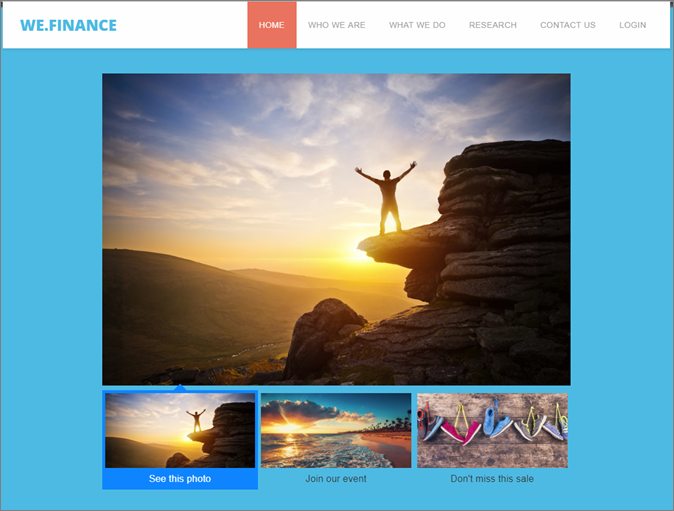 WE.FINANCE
HOME WHO WE ARE WHAT WE DO RESEARCH CONTACT US LOGIN
See this photo Join our event Don't miss this sale